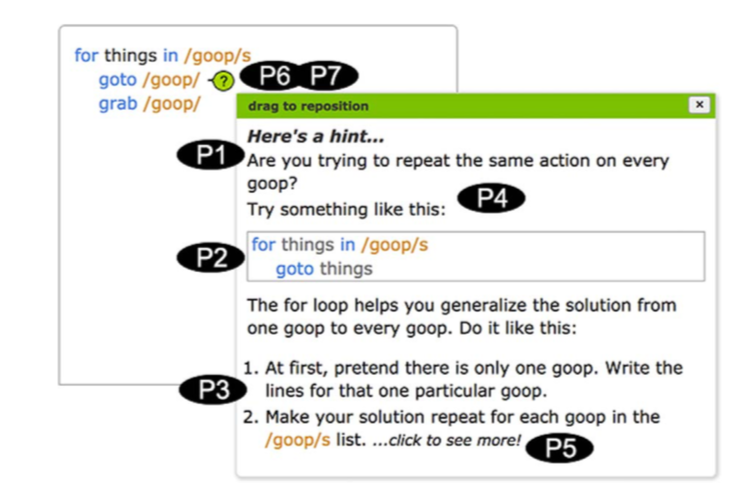 for things in /goop/s
goto /goop/ ? P6 P7
grab /goop/
drag to reposition x
Here's a hint...
P1 Are you trying to repeat the same action on every
goop?
Try something like this: P4
for things in /goop/s
P2
goto things
The for loop helps you generalize the solution from
one goop to every goop. Do it like this:
1. At first, pretend there is only one goop. Write the
P3 lines for that one particular goop.
2. Make your solution repeat for each goop in the
/goop/s list. ...click to see more! P5